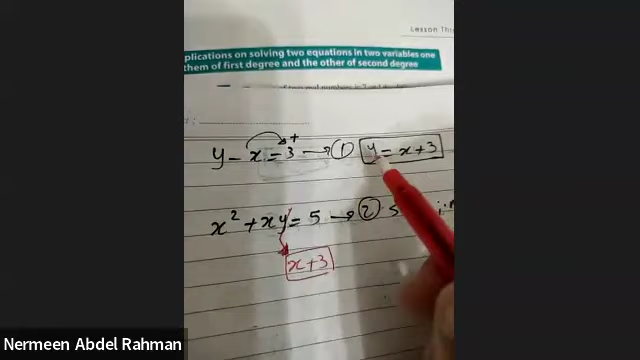 Lesson Th
plications on solving two equations in two variables one
them of first degree and the other of second degree
y - x = 3 → ① y = x + 3
+
x² + xy = 5 → ②
x + 3
Nermeen Abdel Rahman